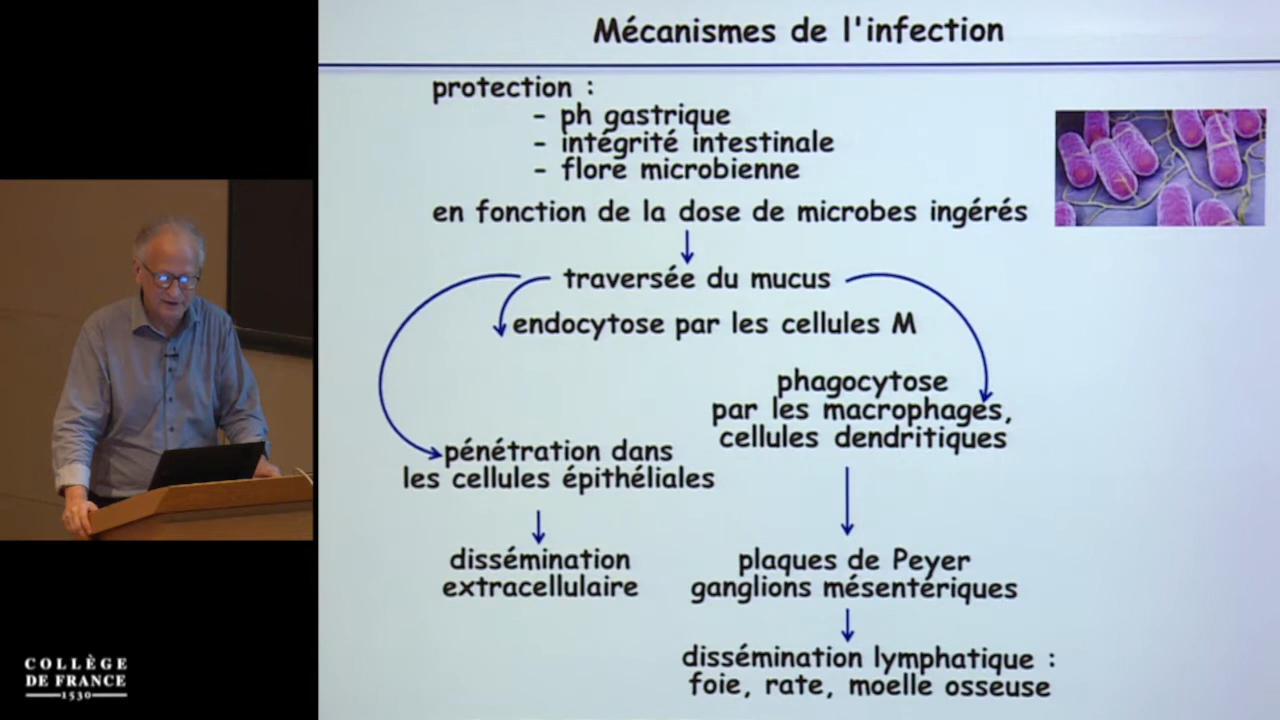 Mécanismes de l'infection
protection :
- ph gastrique
- intégrité intestinale
- flore microbienne
en fonction de la dose de microbes ingérés
traversée du mucus
endocytose par les cellules M
phagocytose
par les macrophages,
cellules dendritiques
pénétration dans
les cellules épithéliales
dissémination
extracellulaire
plaques de Peyer
ganglions mésentériques
dissémination lymphatique :
foie, rate, moelle osseuse
COLLÈGE
DE FRANCE
1530